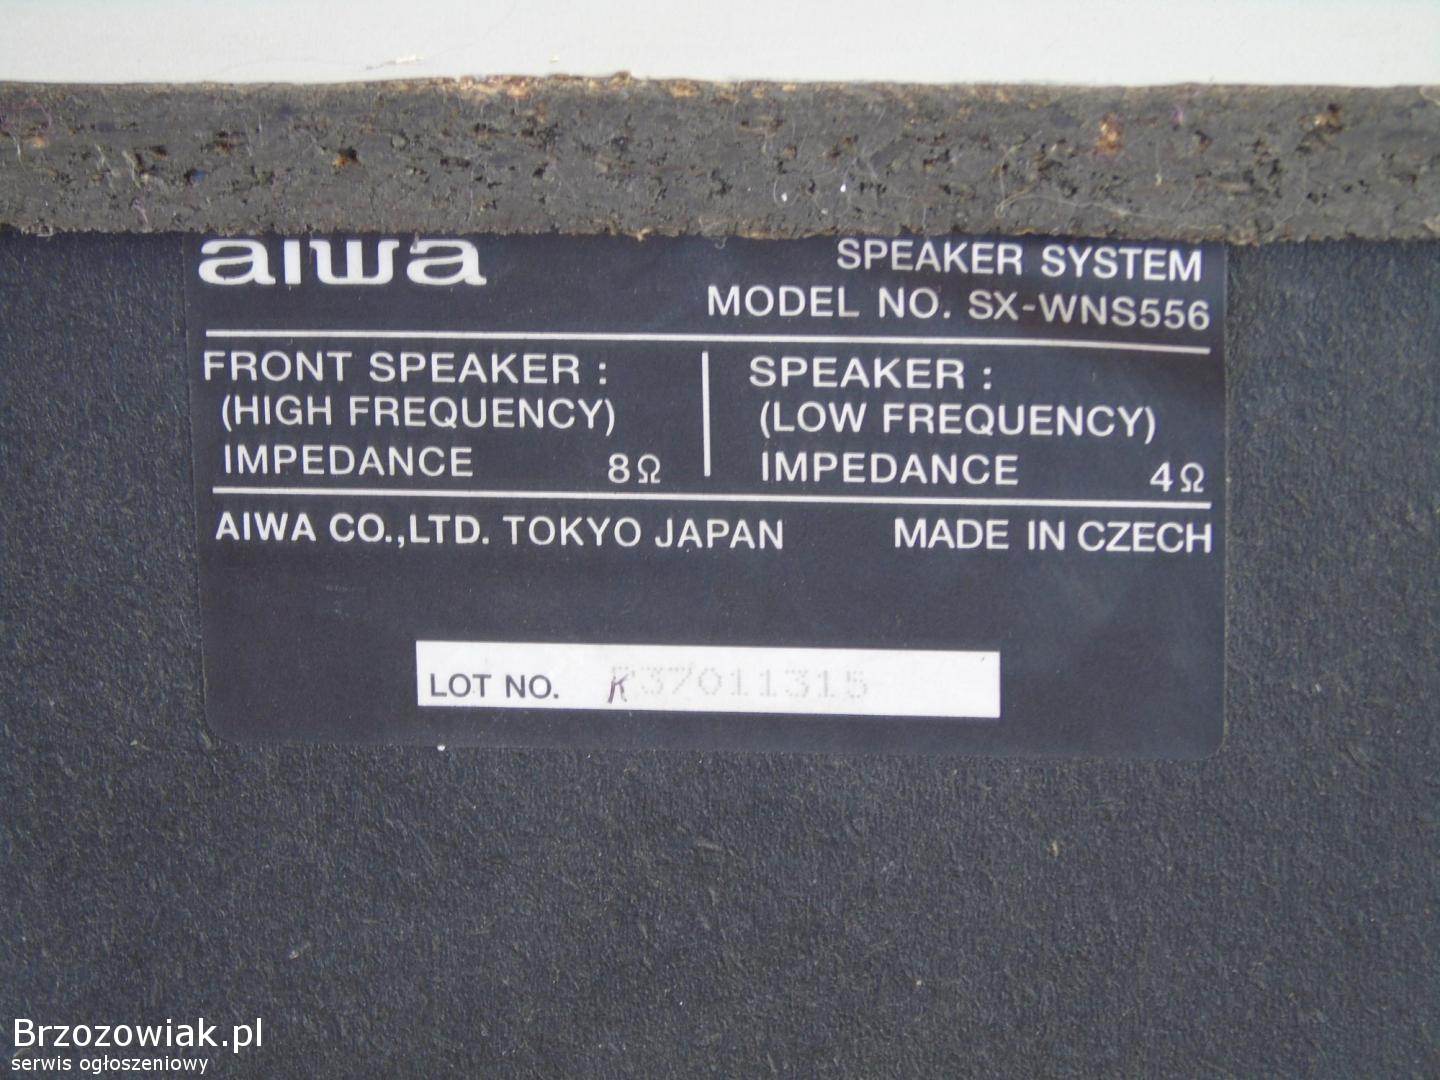 aiwa
SPEAKER SYSTEM
MODEL NO. SX-WNS556
FRONT SPEAKER :
(HIGH FREQUENCY)
IMPEDANCE 8Ω
SPEAKER :
(LOW FREQUENCY)
IMPEDANCE 4Ω
AIWA CO.,LTD. TOKYO JAPAN MADE IN CZECH
LOT NO.
Brzozowiak.pl
serwis ogłoszeniowy